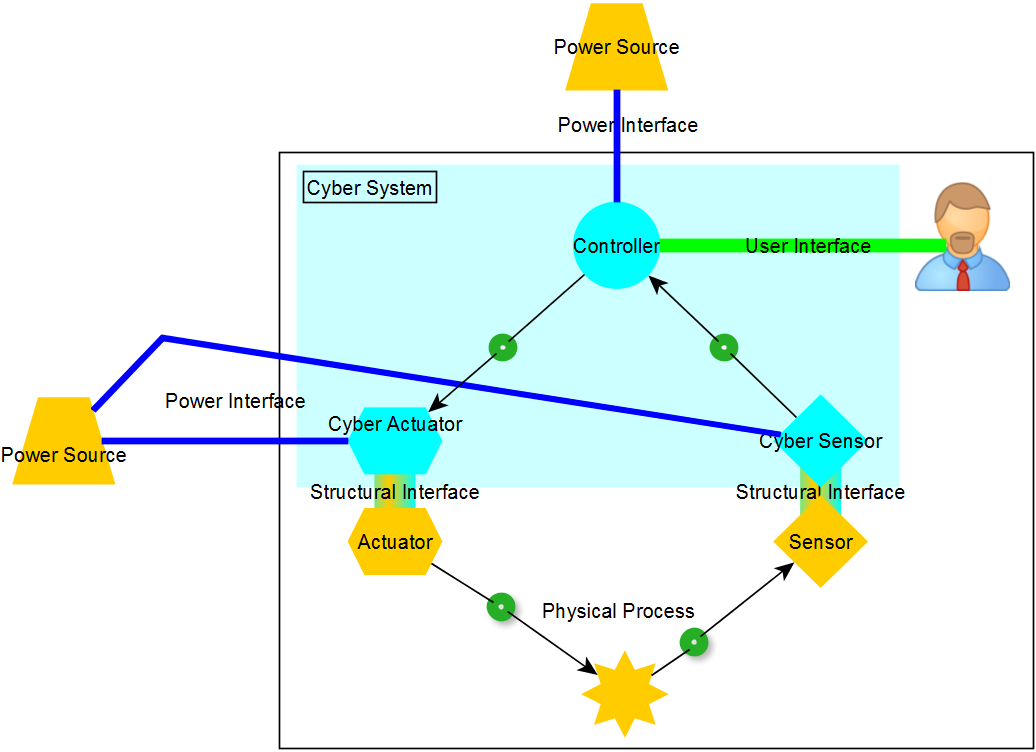 Power Source
Power Interface
Cyber System
Controller
User Interface
Power Interface
Cyber Actuator
Cyber Sensor
Power Source
Structural Interface
Structural Interface
Actuator
Sensor
Physical Process